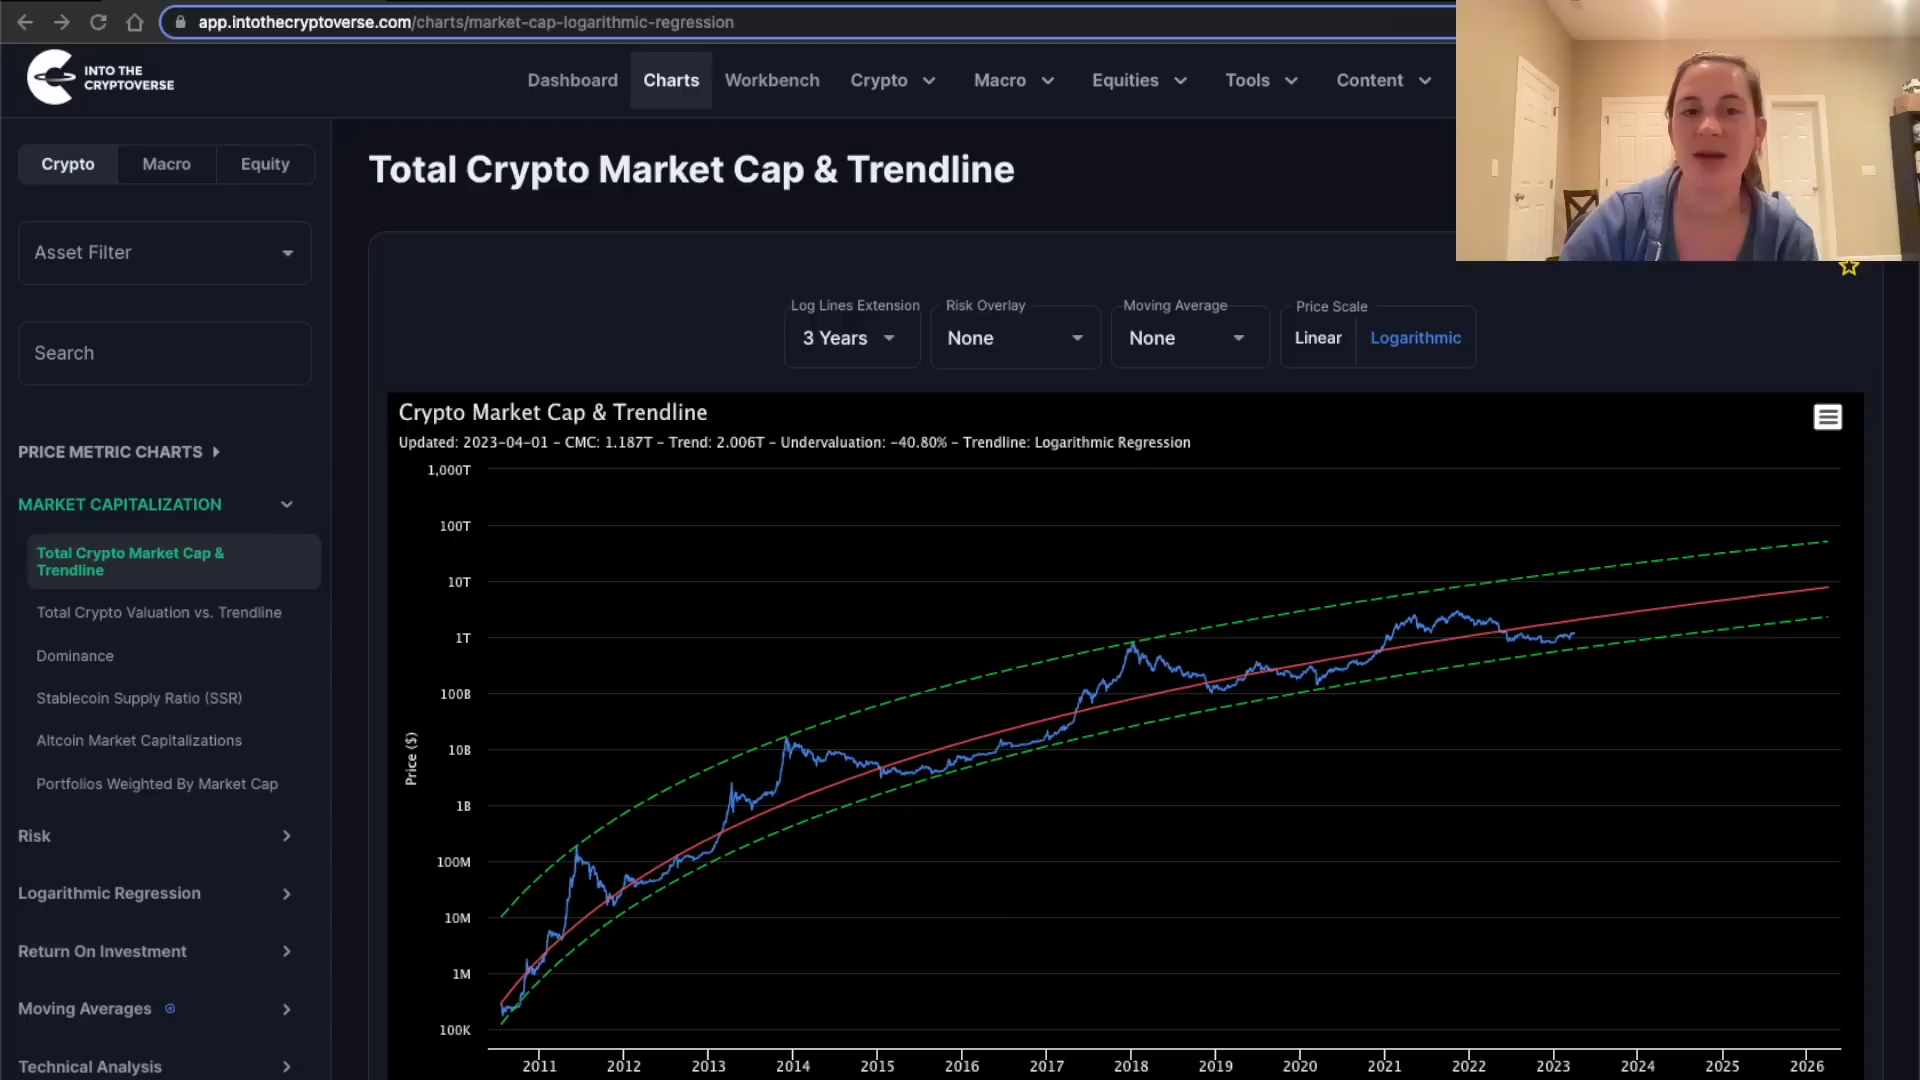 app.intothecryptoverse.com/charts/market-cap-logarithmic-regression
INTO THE
CRYPTOVERSE
Dashboard
Charts
Workbench
Crypto
Macro
Equities
Tools
Content
Crypto
Macro
Equity
Asset Filter
Search
PRICE METRIC CHARTS
MARKET CAPITALIZATION
Total Crypto Market Cap &
Trendline
Total Crypto Valuation vs. Trendline
Dominance
Stablecoin Supply Ratio (SSR)
Altcoin Market Capitalizations
Portfolios Weighted By Market Cap
Risk
Logarithmic Regression
Return On Investment
Moving Averages
Technical Analysis
Total Crypto Market Cap & Trendline
Log Lines Extension
3 Years
Risk Overlay
None
Moving Average
None
Price Scale
Linear
Logarithmic
Crypto Market Cap & Trendline
Updated: 2023-04-01 - CMC: 1.187T - Trend: 2.006T - Undervaluation: -40.80% - Trendline: Logarithmic Regression
1,000T
100T
10T
1T
100B
10B
1B
100M
10M
1M
100K
Price ($)
2011
2012
2013
2014
2015
2016
2017
2018
2019
2020
2021
2022
2023
2024
2025
2026